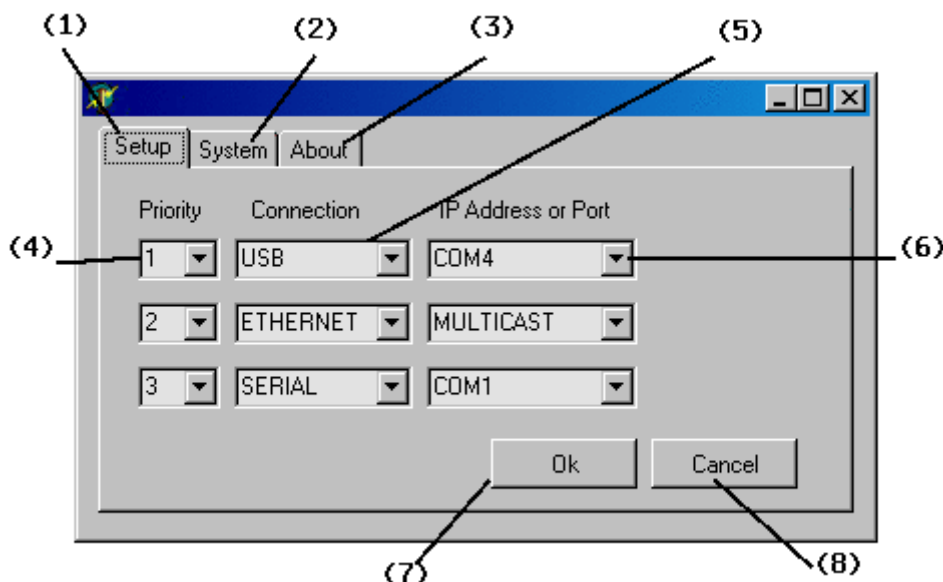 (1) (2) (3) (5)
Setup System About
Priority Connection IP Address or Port
(4) 1 USB COM4 (6)
2 ETHERNET MULTICAST
3 SERIAL COM1
Ok Cancel
(7) (8)